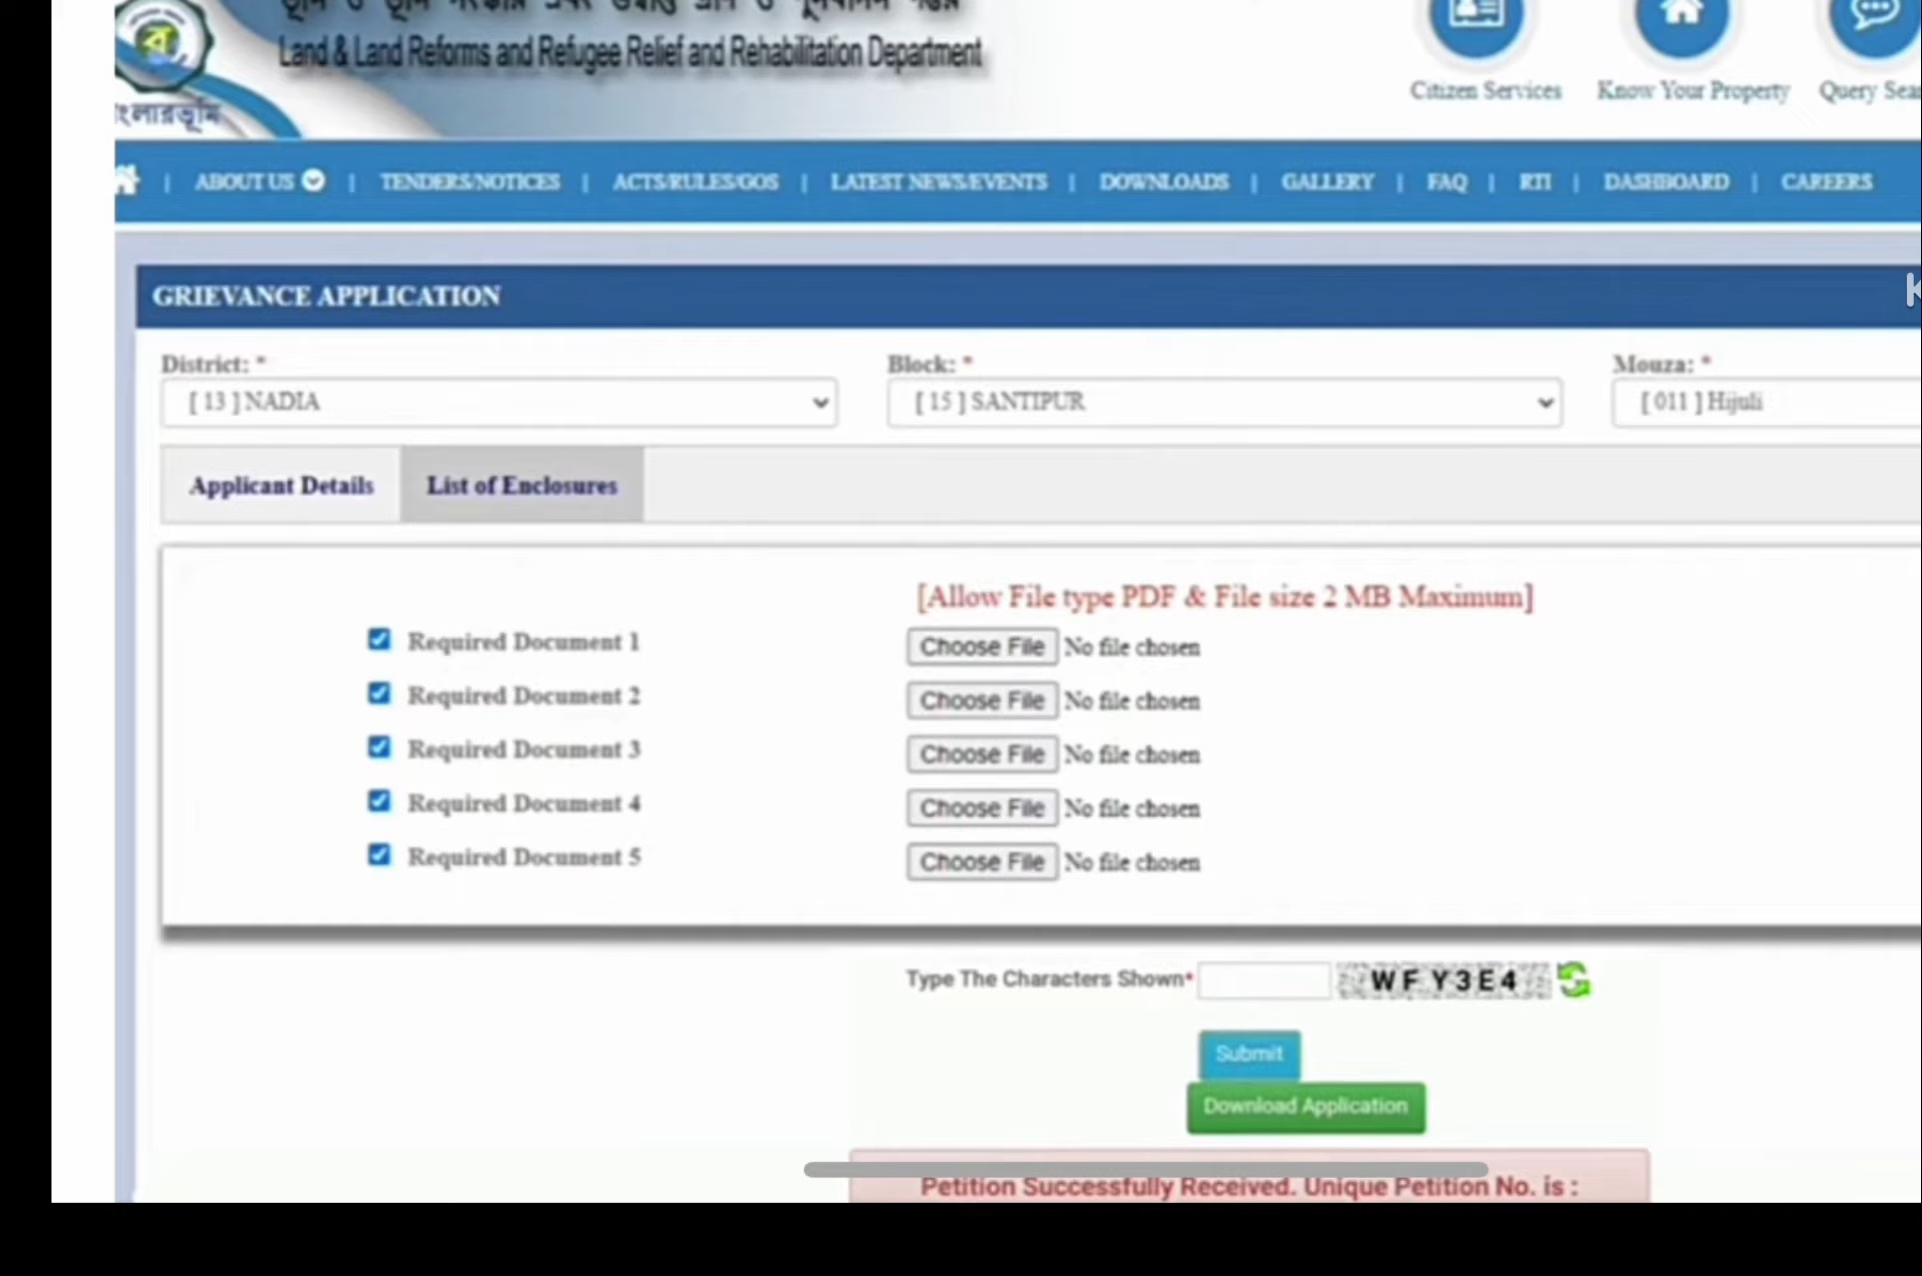 Land & Land Reforms and Refugee Relief and Rehabilitation Department
Citizen Services
Know Your Property
Query
ABOUT US | TENDERS/NOTICES | ACTS/RULES/GOS | LATEST NEWS/EVENTS | DOWNLOADS | GALLERY | FAQ | RTI | DASHBOARD | CAREERS
GRIEVANCE APPLICATION
District: * Block: * Mouza: *
[ 13 ] NADIA [ 15 ] SANTIPUR [ 011 ] Hijuli
Applicant Details List of Enclosures
[Allow File type PDF & File size 2 MB Maximum]
Required Document 1 Choose File No file chosen
Required Document 2 Choose File No file chosen
Required Document 3 Choose File No file chosen
Required Document 4 Choose File No file chosen
Required Document 5 Choose File No file chosen
Type The Characters Shown* WFY3E4
Submit
Download Application
Petition Successfully Received. Unique Petition No. is :